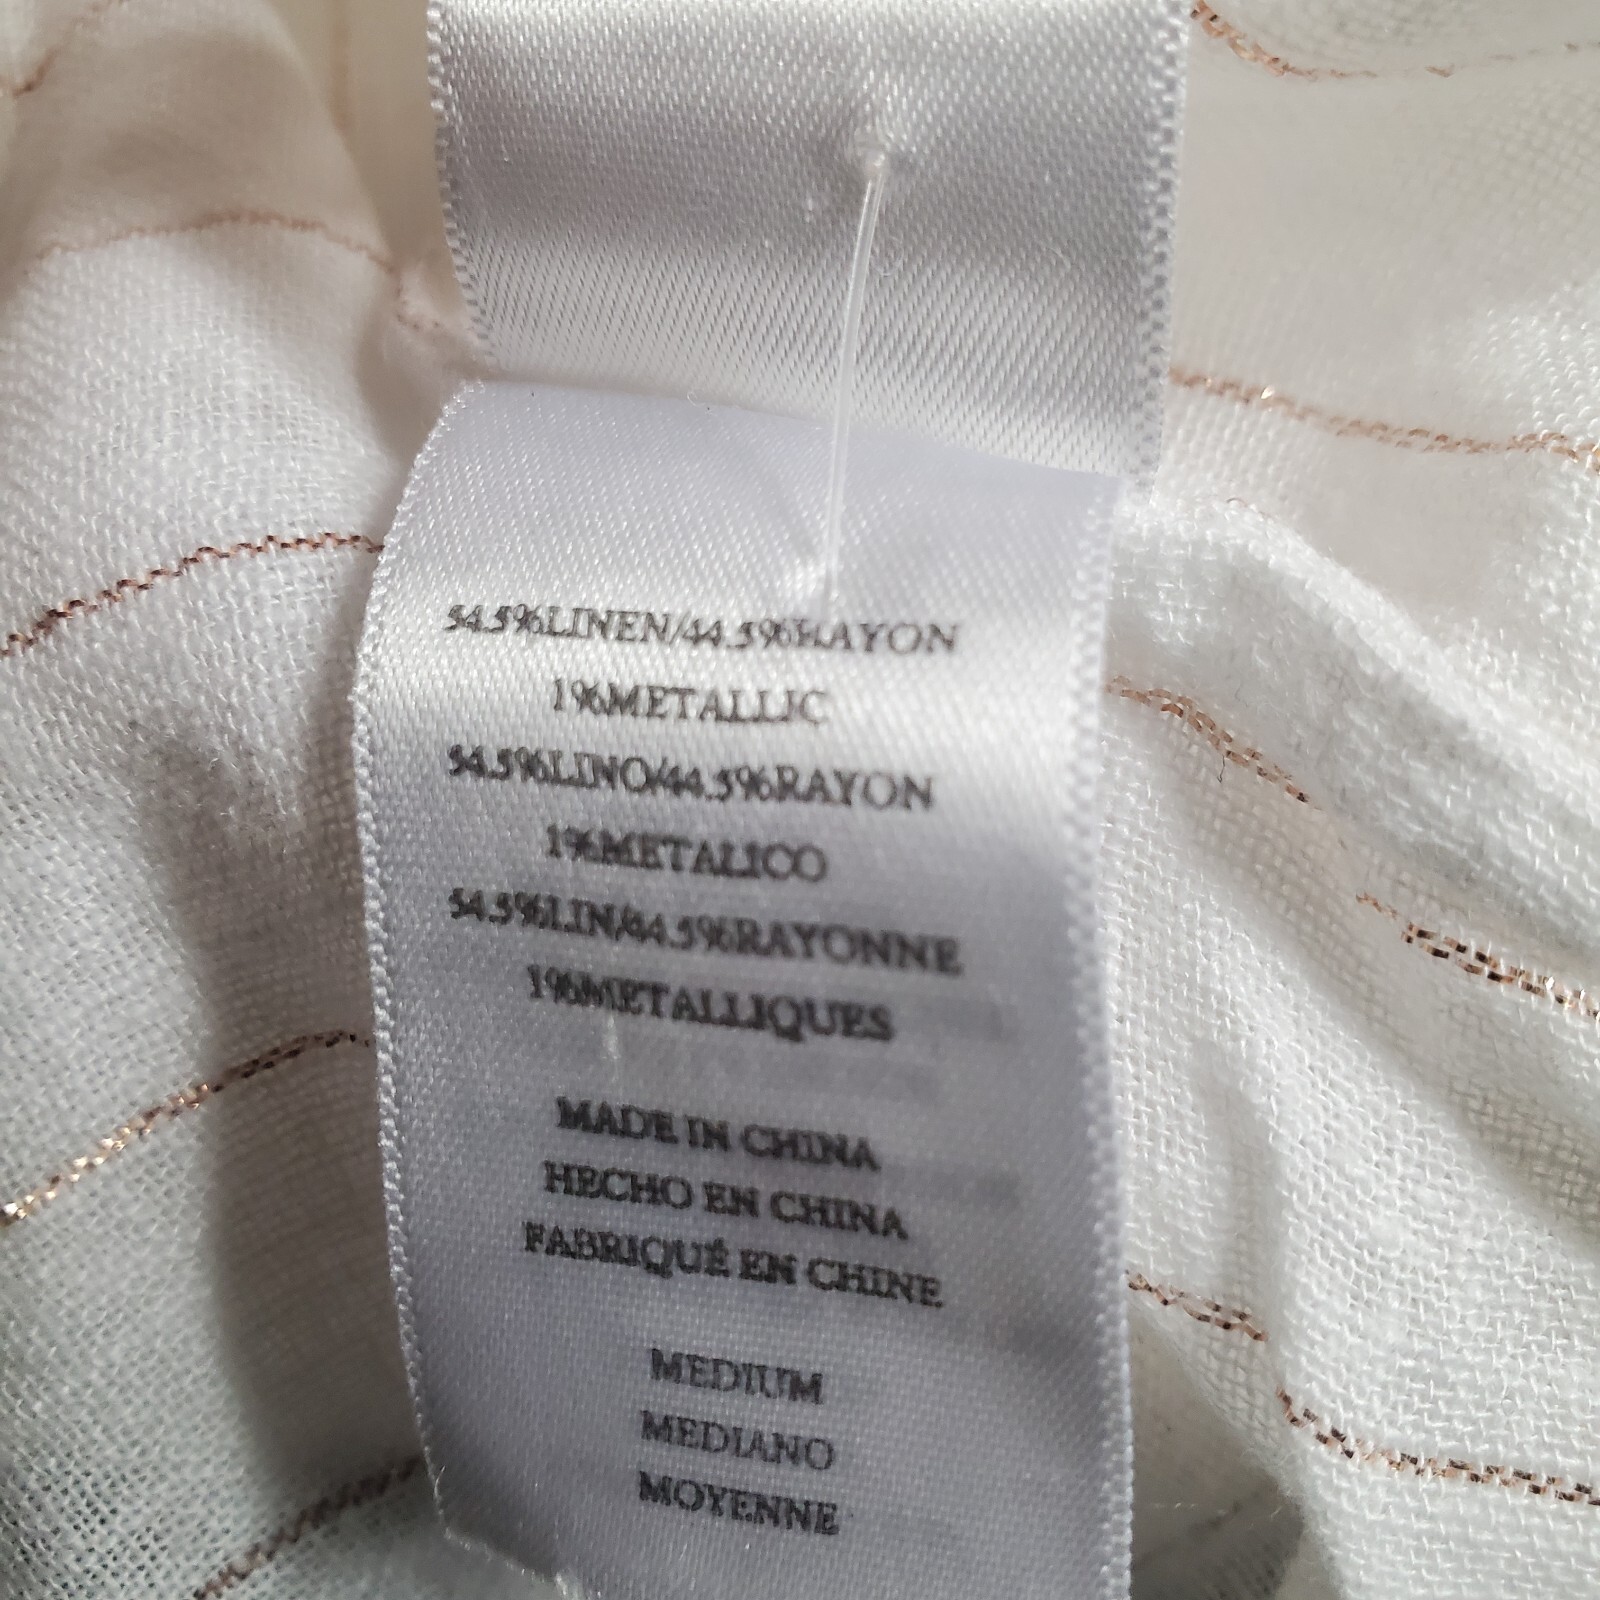 54.5%LINEN/44.5%RAYON
1%METALLIC
54.5%LINO/44.5%RAYON
1%METALICO
54.5%LIN/44.5%RAYONNE
1%METALLIQUES
MADE IN CHINA
HECHO EN CHINA
FABRIQUÉ EN CHINE
MEDIUM
MEDIANO
MOYENNE